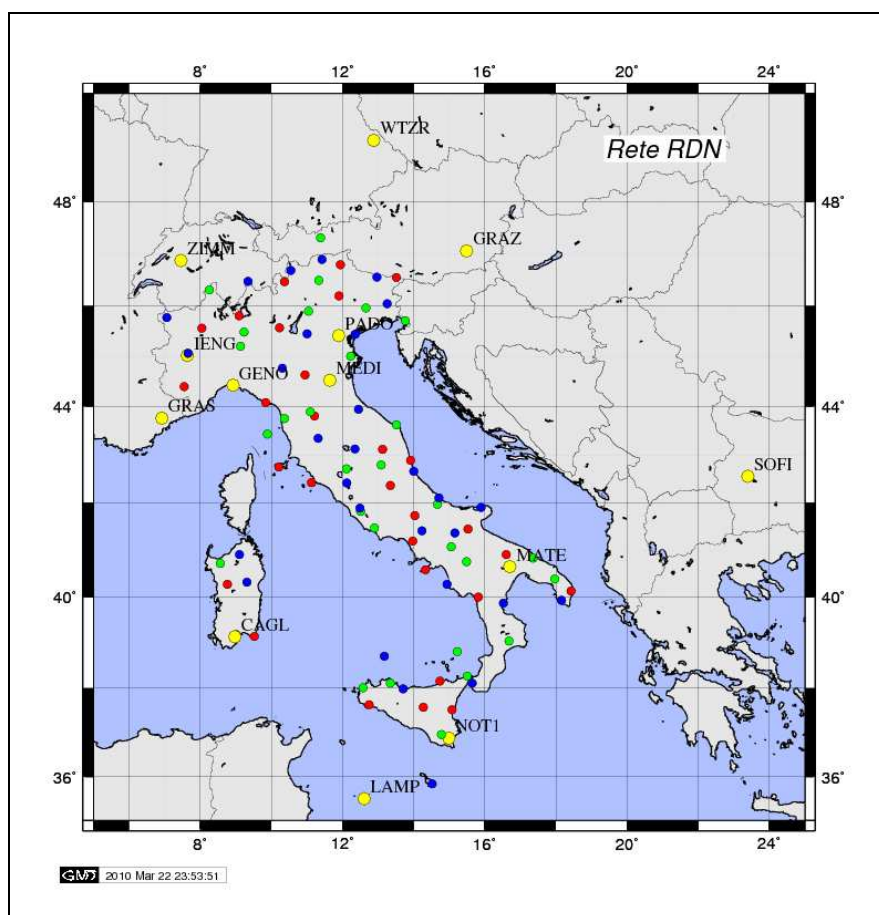 8° 12° 16° 20° 24°
WTZR
Rete RDN
48° 48°
GRAZ
ZIMM
PADO
IENG
MEDI
GENO
44° 44°
GRAS
SOFI
MATE
40° 40°
CAGL
NOT1
36° 36°
LAMP
8° 12° 16° 20° 24°
GMT 2010 Mar 22 23:53:51